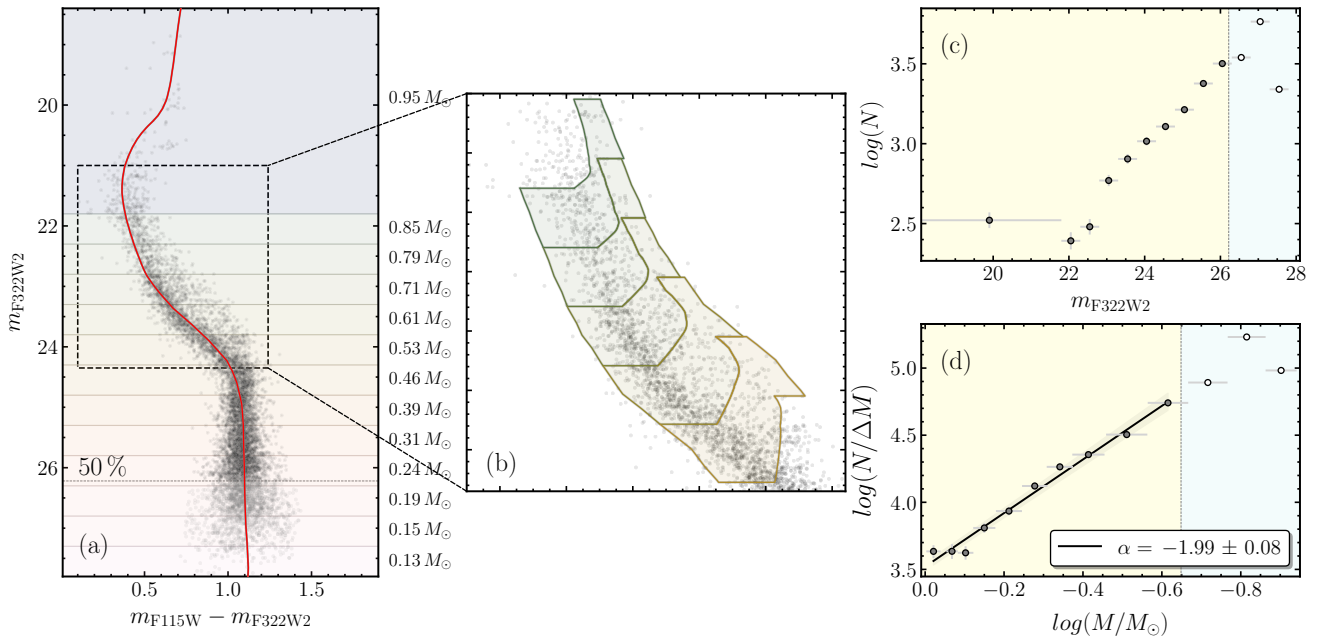 20
22
24
26
m_F322W2
0.5
1.0
1.5
m_F115W − m_F322W2
50 %
(a)
0.95 M_⊙
0.85 M_⊙
0.79 M_⊙
0.71 M_⊙
0.61 M_⊙
0.53 M_⊙
0.46 M_⊙
0.39 M_⊙
0.31 M_⊙
0.24 M_⊙
0.19 M_⊙
0.15 M_⊙
0.13 M_⊙
(b)
(c)
log(N)
3.5
3.0
2.5
20
22
24
26
28
m_F322W2
(d)
log(N/ΔM)
5.0
4.5
4.0
3.5
α = −1.99 ± 0.08
0.0
−0.2
−0.4
−0.6
−0.8
log(M/M_⊙)